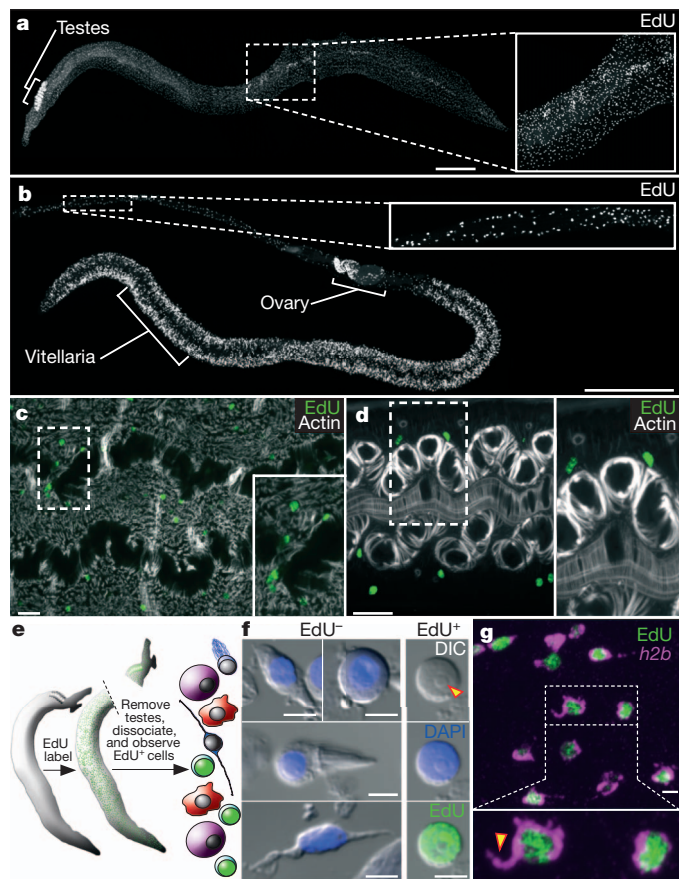 a
EdU
Testes
b
EdU
Ovary
Vitellaria
c
EdU
Actin
d
EdU
Actin
e
EdU
label
Remove
testes,
dissociate,
and observe
EdU⁺ cells
f
EdU⁻
EdU⁺
DIC
DAPI
EdU
g
EdU
h2b